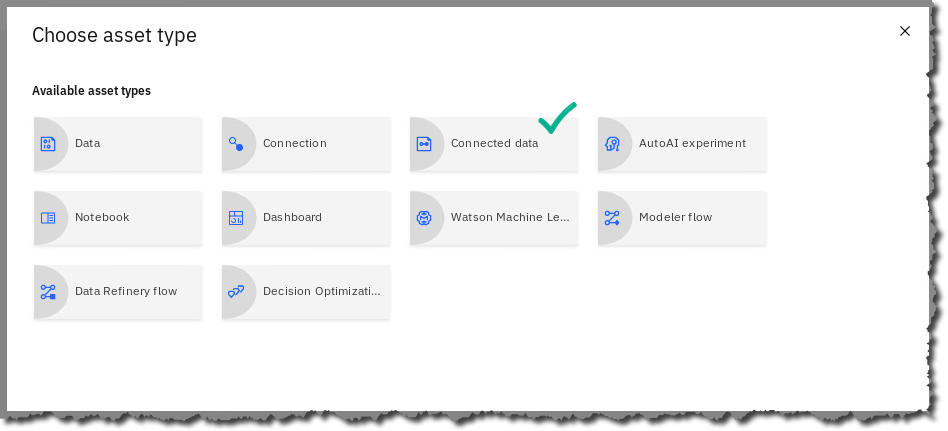 Choose asset type
Available asset types
Data
Connection
Connected data
AutoAI experiment
Notebook
Dashboard
Watson Machine Le...
Modeler flow
Data Refinery flow
Decision Optimizati...